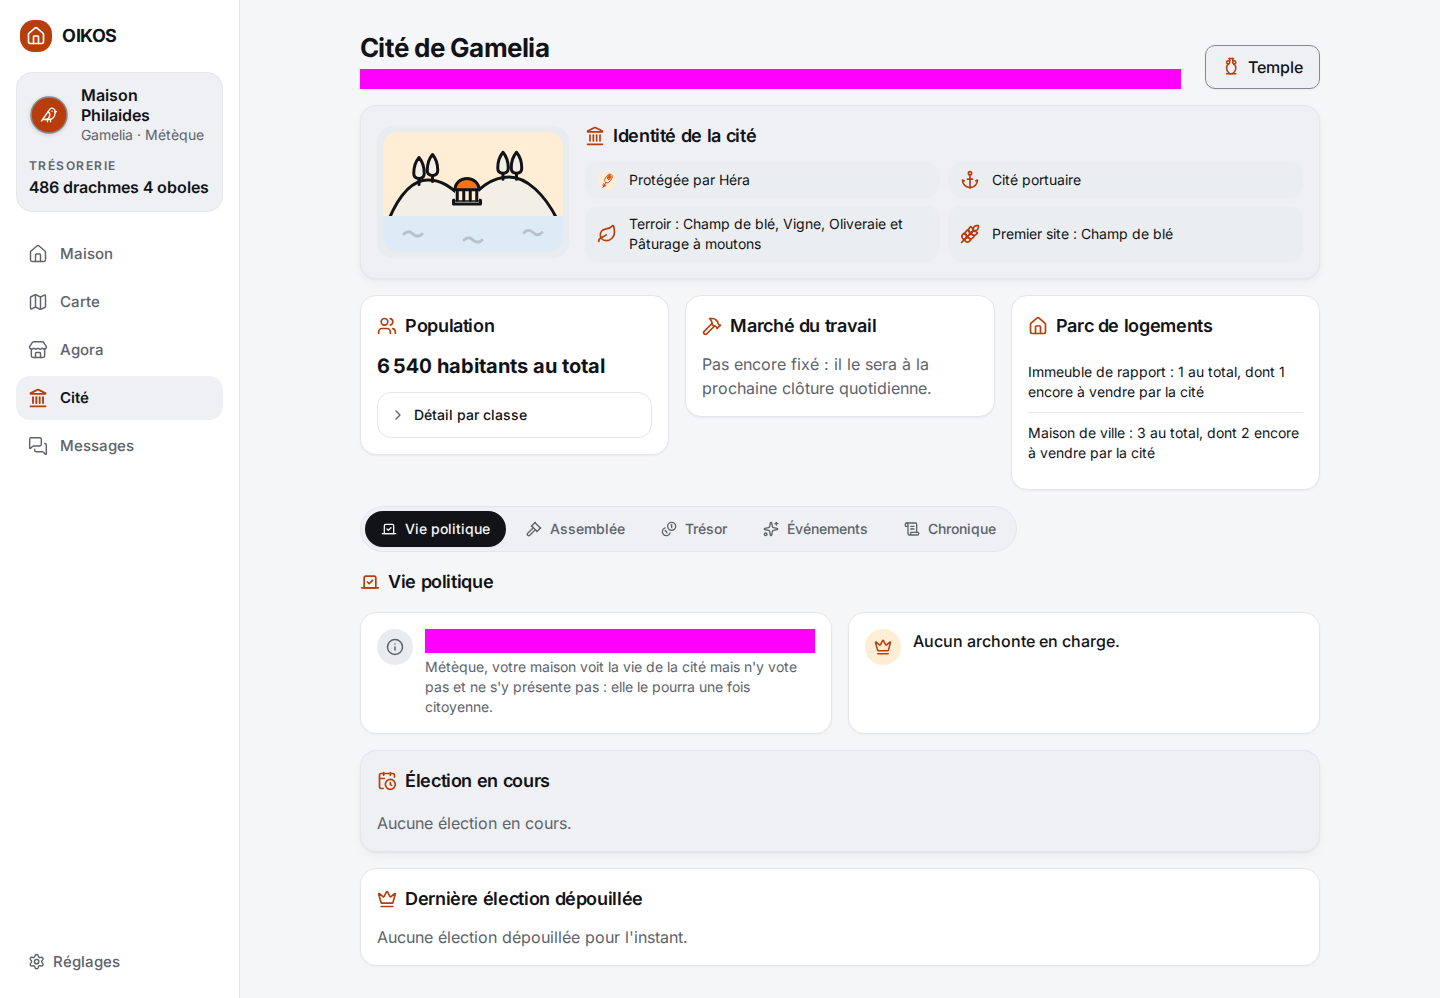 OIKOS
Maison
Philaides
Gamelia · Métèque
TRÉSORERIE
486 drachmes 4 oboles
Maison
Carte
Agora
Cité
Messages
Réglages
Cité de Gamelia
Temple
Identité de la cité
Protégée par Héra
Cité portuaire
Terroir : Champ de blé, Vigne, Oliveraie et
Pâturage à moutons
Premier site : Champ de blé
Population
6 540 habitants au total
Détail par classe
Marché du travail
Pas encore fixé : il le sera à la
prochaine clôture quotidienne.
Parc de logements
Immeuble de rapport : 1 au total, dont 1
encore à vendre par la cité
Maison de ville : 3 au total, dont 2 encore
à vendre par la cité
Vie politique
Assemblée
Trésor
Événements
Chronique
Vie politique
Métèque, votre maison voit la vie de la cité mais n'y vote
pas et ne s'y présente pas : elle le pourra une fois
citoyenne.
Aucun archonte en charge.
Élection en cours
Aucune élection en cours.
Dernière élection dépouillée
Aucune élection dépouillée pour l'instant.